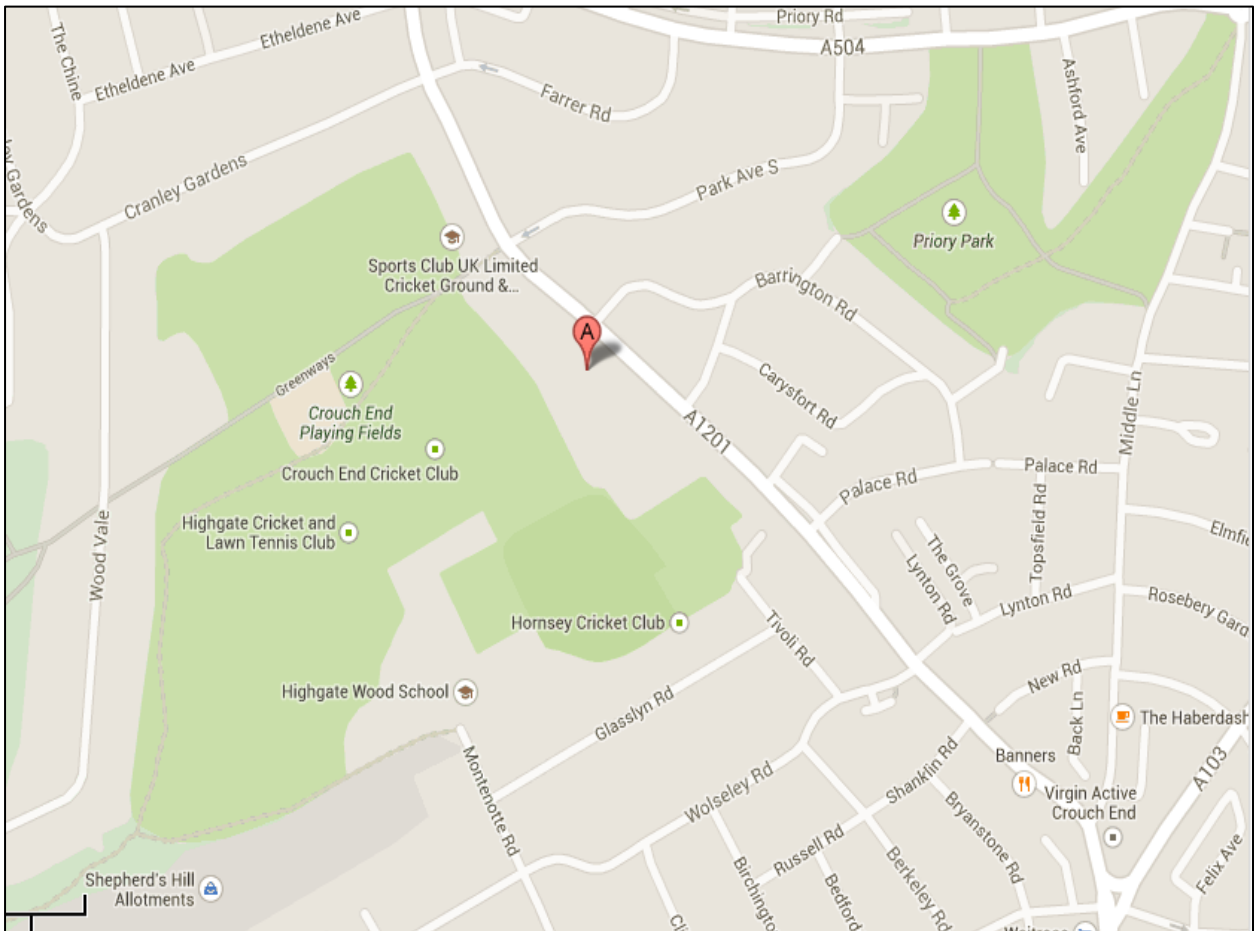 Priory Rd
A504
The Chine
Etheldene Ave
Etheldene Ave
Farrer Rd
Ashford Ave
Gardens
Cranley Gardens
Park Ave S
Priory Park
Sports Club UK Limited
Cricket Ground &...
Barrington Rd
A
Greenways
Carysfort Rd
Crouch End
Playing Fields
A1201
Middle Ln
Crouch End Cricket Club
Palace Rd
Palace Rd
Topsfield Rd
Highgate Cricket and
Lawn Tennis Club
Wood Vale
The Grove
Lynton Rd
Lynton Rd
Rosebery
Hornsey Cricket Club
Tivoli Rd
Highgate Wood School
Glasslyn Rd
New Rd
Back Ln
The
Montenotte Rd
Wolseley Rd
Shanklin Rd
Banners
A103
Virgin Active
Crouch End
Bryanstone Rd
Russell Rd
Berkeley Rd
Felix Ave
Bedford
Shepherd's Hill
Allotments